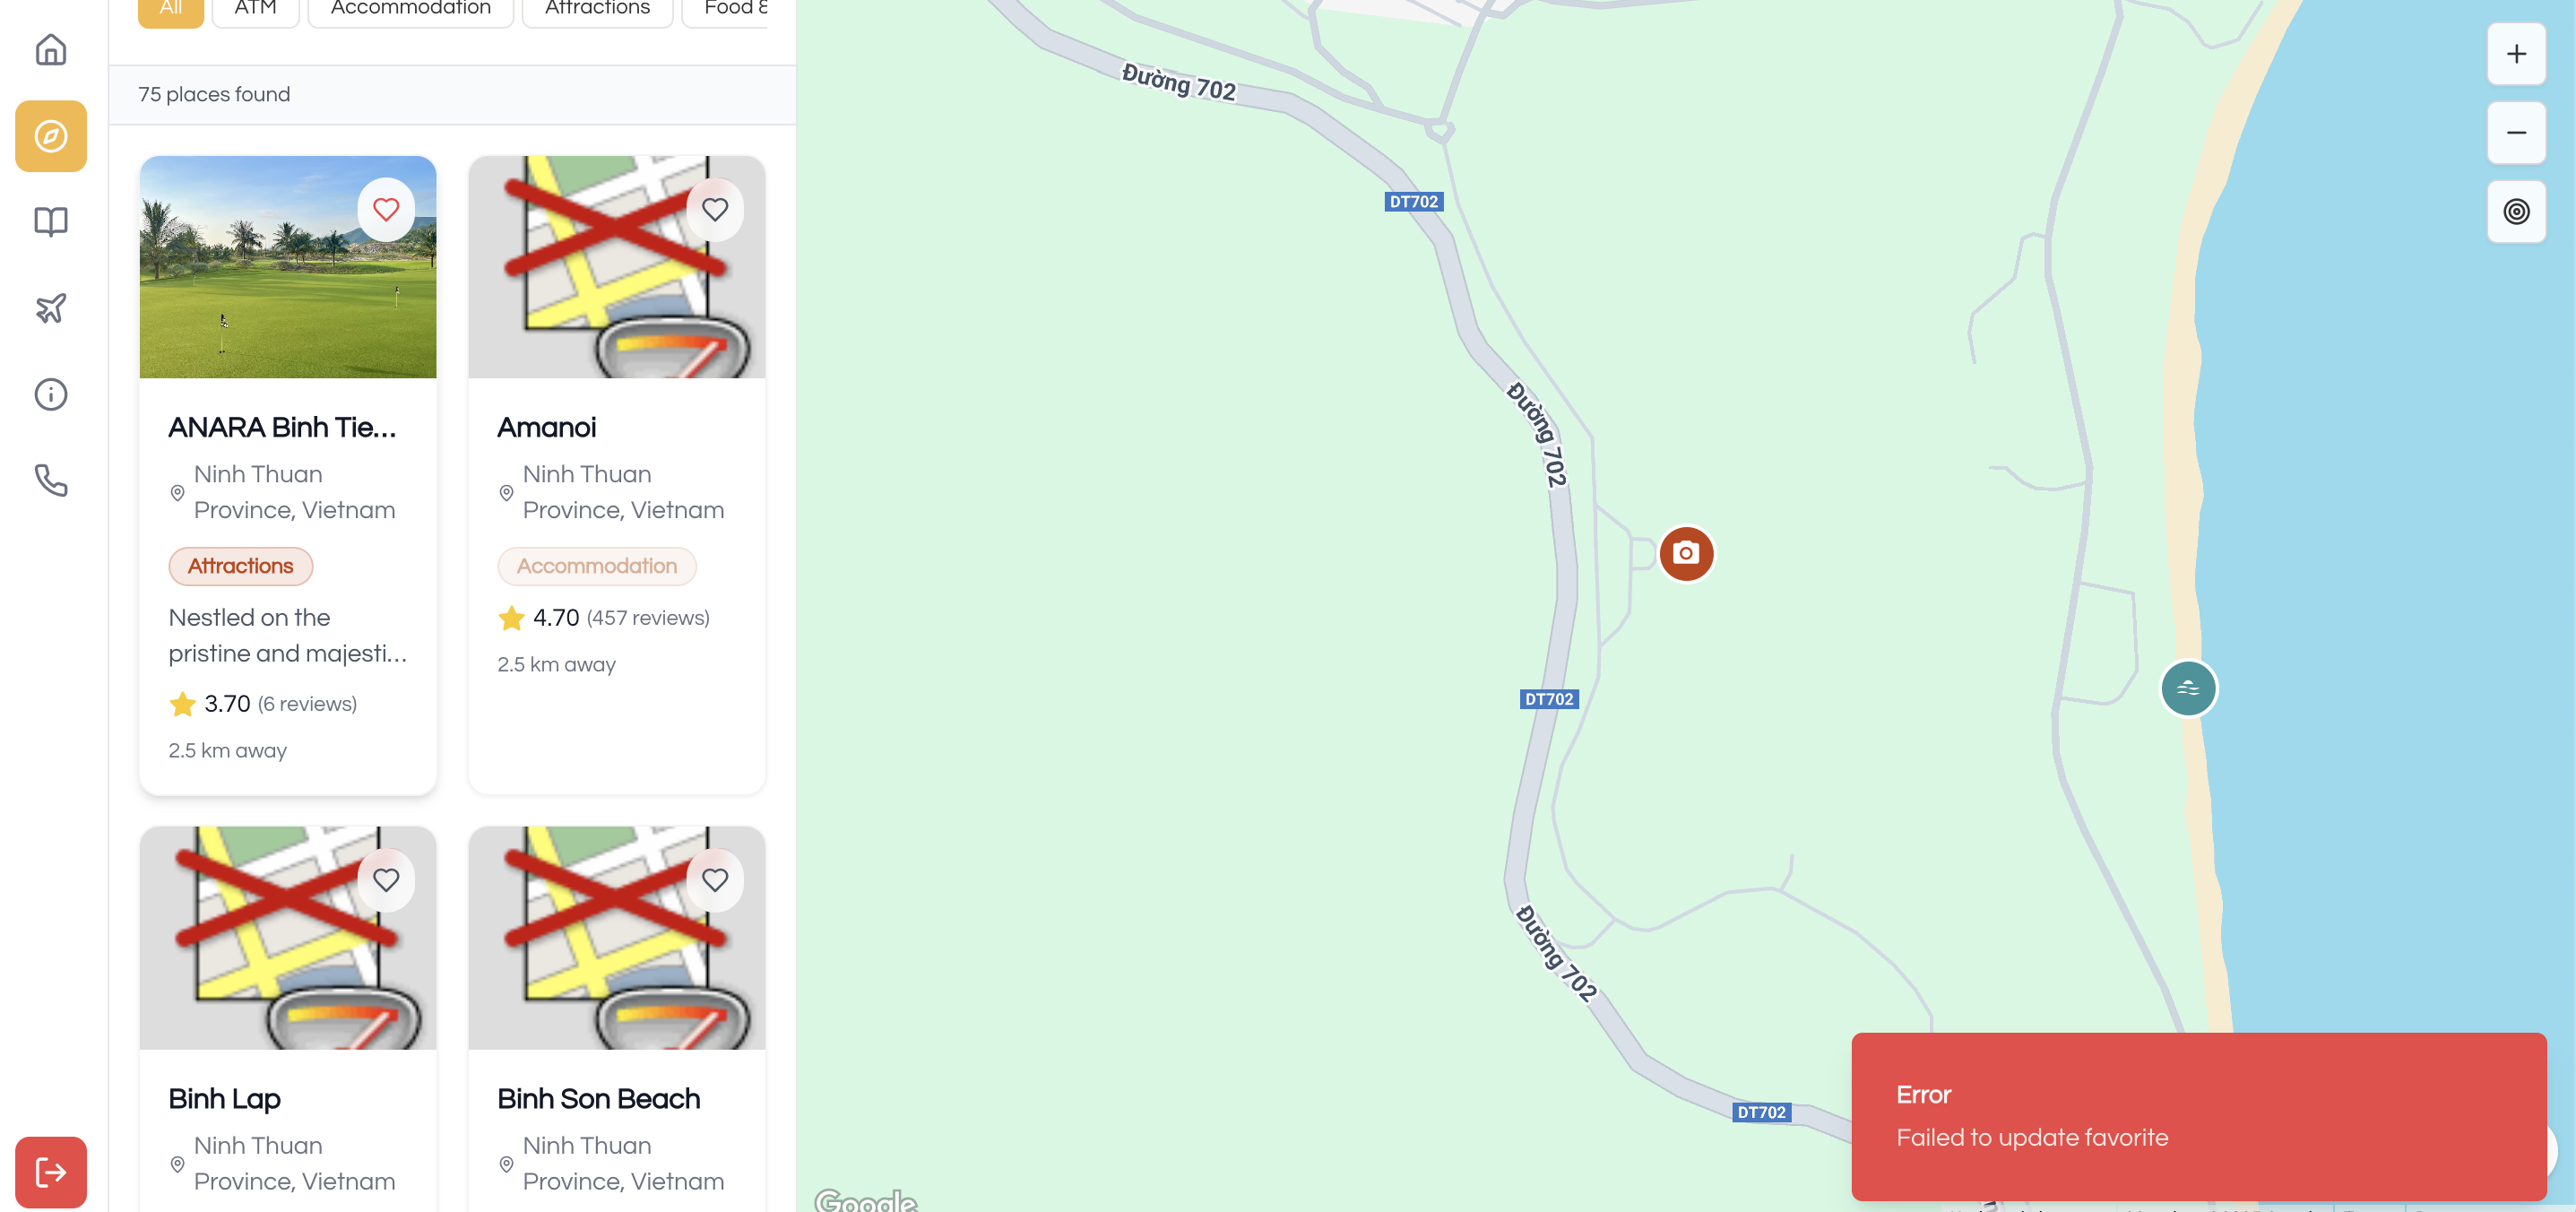 All
ATM
Accommodation
Attractions
Food &
75 places found
ANARA Binh Tie...
Ninh Thuan
Province, Vietnam
Attractions
Nestled on the
pristine and majesti...
3.70 (6 reviews)
2.5 km away
Amanoi
Ninh Thuan
Province, Vietnam
Accommodation
4.70 (457 reviews)
2.5 km away
Binh Lap
Ninh Thuan
Province, Vietnam
Binh Son Beach
Ninh Thuan
Province, Vietnam
Đường 702
DT702
Đường 702
DT702
Đường 702
DT702
Google
Error
Failed to update favorite